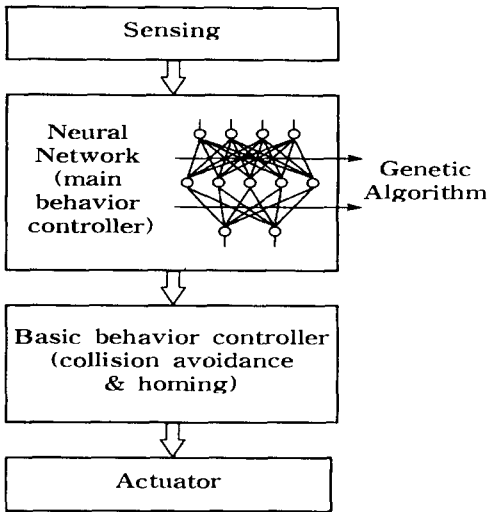 Sensing
Neural
Network
(main
behavior
controller)
Genetic
Algorithm
Basic behavior controller
(collision avoidance
& homing)
Actuator